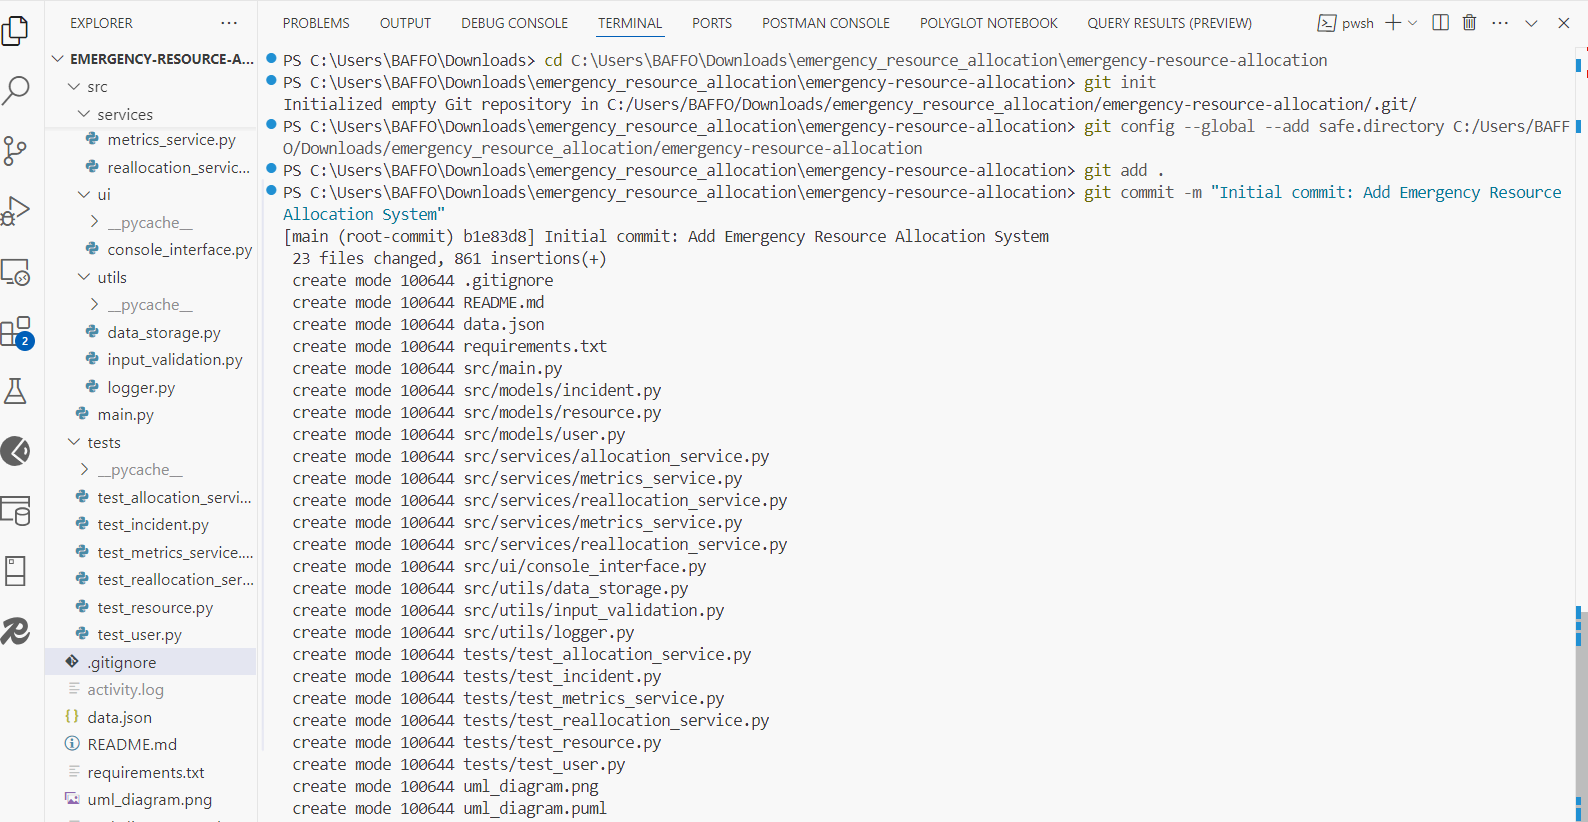 EXPLORER
EMERGENCY-RESOURCE-A...
src
services
metrics_service.py
reallocation_servic...
ui
__pycache__
console_interface.py
utils
__pycache__
data_storage.py
input_validation.py
logger.py
main.py
tests
__pycache__
test_allocation_servi...
test_incident.py
test_metrics_service....
test_reallocation_ser...
test_resource.py
test_user.py
.gitignore
activity.log
data.json
README.md
requirements.txt
uml_diagram.png
2
PROBLEMS OUTPUT DEBUG CONSOLE TERMINAL PORTS POSTMAN CONSOLE POLYGLOT NOTEBOOK QUERY RESULTS (PREVIEW) pwsh
PS C:\Users\BAFFO\Downloads> cd C:\Users\BAFFO\Downloads\emergency_resource_allocation\emergency-resource-allocation
PS C:\Users\BAFFO\Downloads\emergency_resource_allocation\emergency-resource-allocation> git init
Initialized empty Git repository in C:/Users/BAFFO/Downloads/emergency_resource_allocation/emergency-resource-allocation/.git/
PS C:\Users\BAFFO\Downloads\emergency_resource_allocation\emergency-resource-allocation> git config --global --add safe.directory C:/Users/BAFF
O/Downloads/emergency_resource_allocation/emergency-resource-allocation
PS C:\Users\BAFFO\Downloads\emergency_resource_allocation\emergency-resource-allocation> git add .
PS C:\Users\BAFFO\Downloads\emergency_resource_allocation\emergency-resource-allocation> git commit -m "Initial commit: Add Emergency Resource
Allocation System"
[main (root-commit) b1e83d8] Initial commit: Add Emergency Resource Allocation System
23 files changed, 861 insertions(+)
create mode 100644 .gitignore
create mode 100644 README.md
create mode 100644 data.json
create mode 100644 requirements.txt
create mode 100644 src/main.py
create mode 100644 src/models/incident.py
create mode 100644 src/models/resource.py
create mode 100644 src/models/user.py
create mode 100644 src/services/allocation_service.py
create mode 100644 src/services/metrics_service.py
create mode 100644 src/services/reallocation_service.py
create mode 100644 src/services/metrics_service.py
create mode 100644 src/services/reallocation_service.py
create mode 100644 src/ui/console_interface.py
create mode 100644 src/utils/data_storage.py
create mode 100644 src/utils/input_validation.py
create mode 100644 src/utils/logger.py
create mode 100644 tests/test_allocation_service.py
create mode 100644 tests/test_incident.py
create mode 100644 tests/test_metrics_service.py
create mode 100644 tests/test_reallocation_service.py
create mode 100644 tests/test_resource.py
create mode 100644 tests/test_user.py
create mode 100644 uml_diagram.png
create mode 100644 uml_diagram.puml